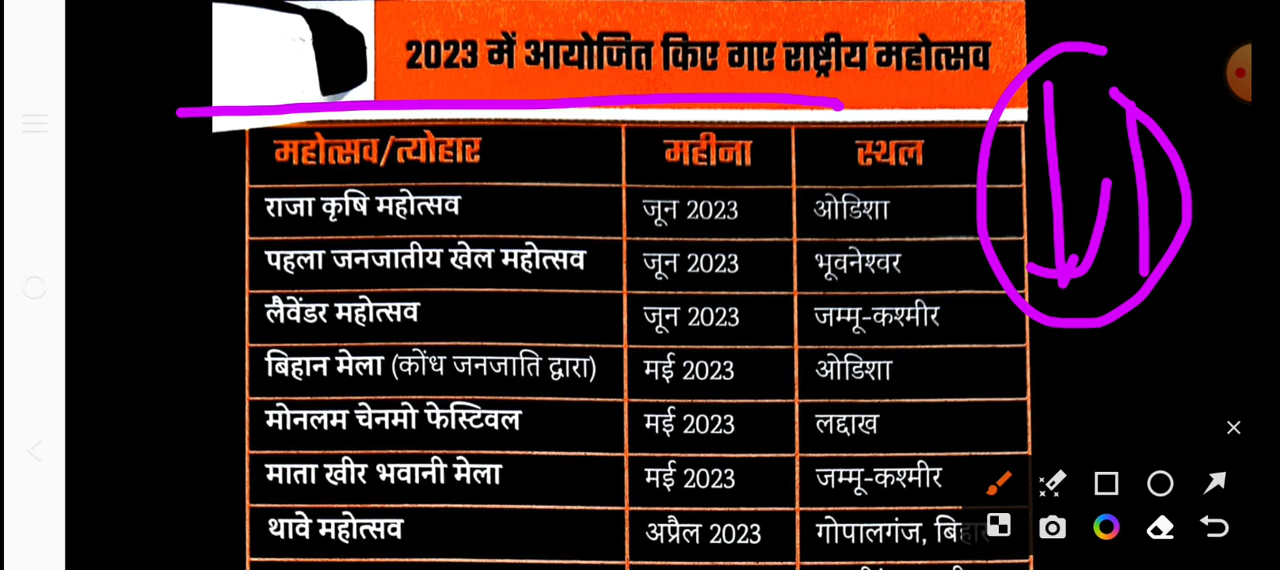 2023 में आयोजित किए गए राष्ट्रीय महोत्सव
महोत्सव/त्योहार महीना स्थल
राजा कृषि महोत्सव जून 2023 ओडिशा
पहला जनजातीय खेल महोत्सव जून 2023 भूवनेश्वर
लैवेंडर महोत्सव जून 2023 जम्मू-कश्मीर
बिहान मेला (कोंध जनजाति द्वारा) मई 2023 ओडिशा
मोनलम चेनमो फेस्टिवल मई 2023 लद्दाख
माता खीर भवानी मेला मई 2023 जम्मू-कश्मीर
थावे महोत्सव अप्रैल 2023 गोपालगंज, बिहार